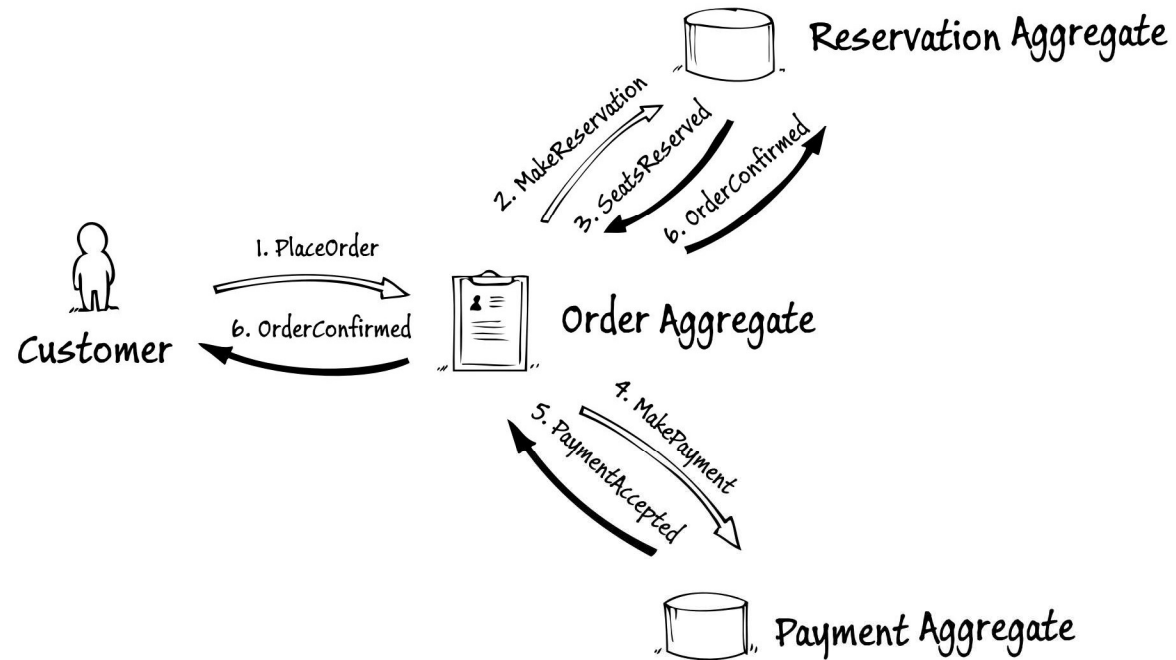 Reservation Aggregate
2. MakeReservation
3. SeatsReserved
6. OrderConfirmed
1. PlaceOrder
6. OrderConfirmed
Customer
Order Aggregate
4. MakePayment
5. PaymentAccepted
Payment Aggregate